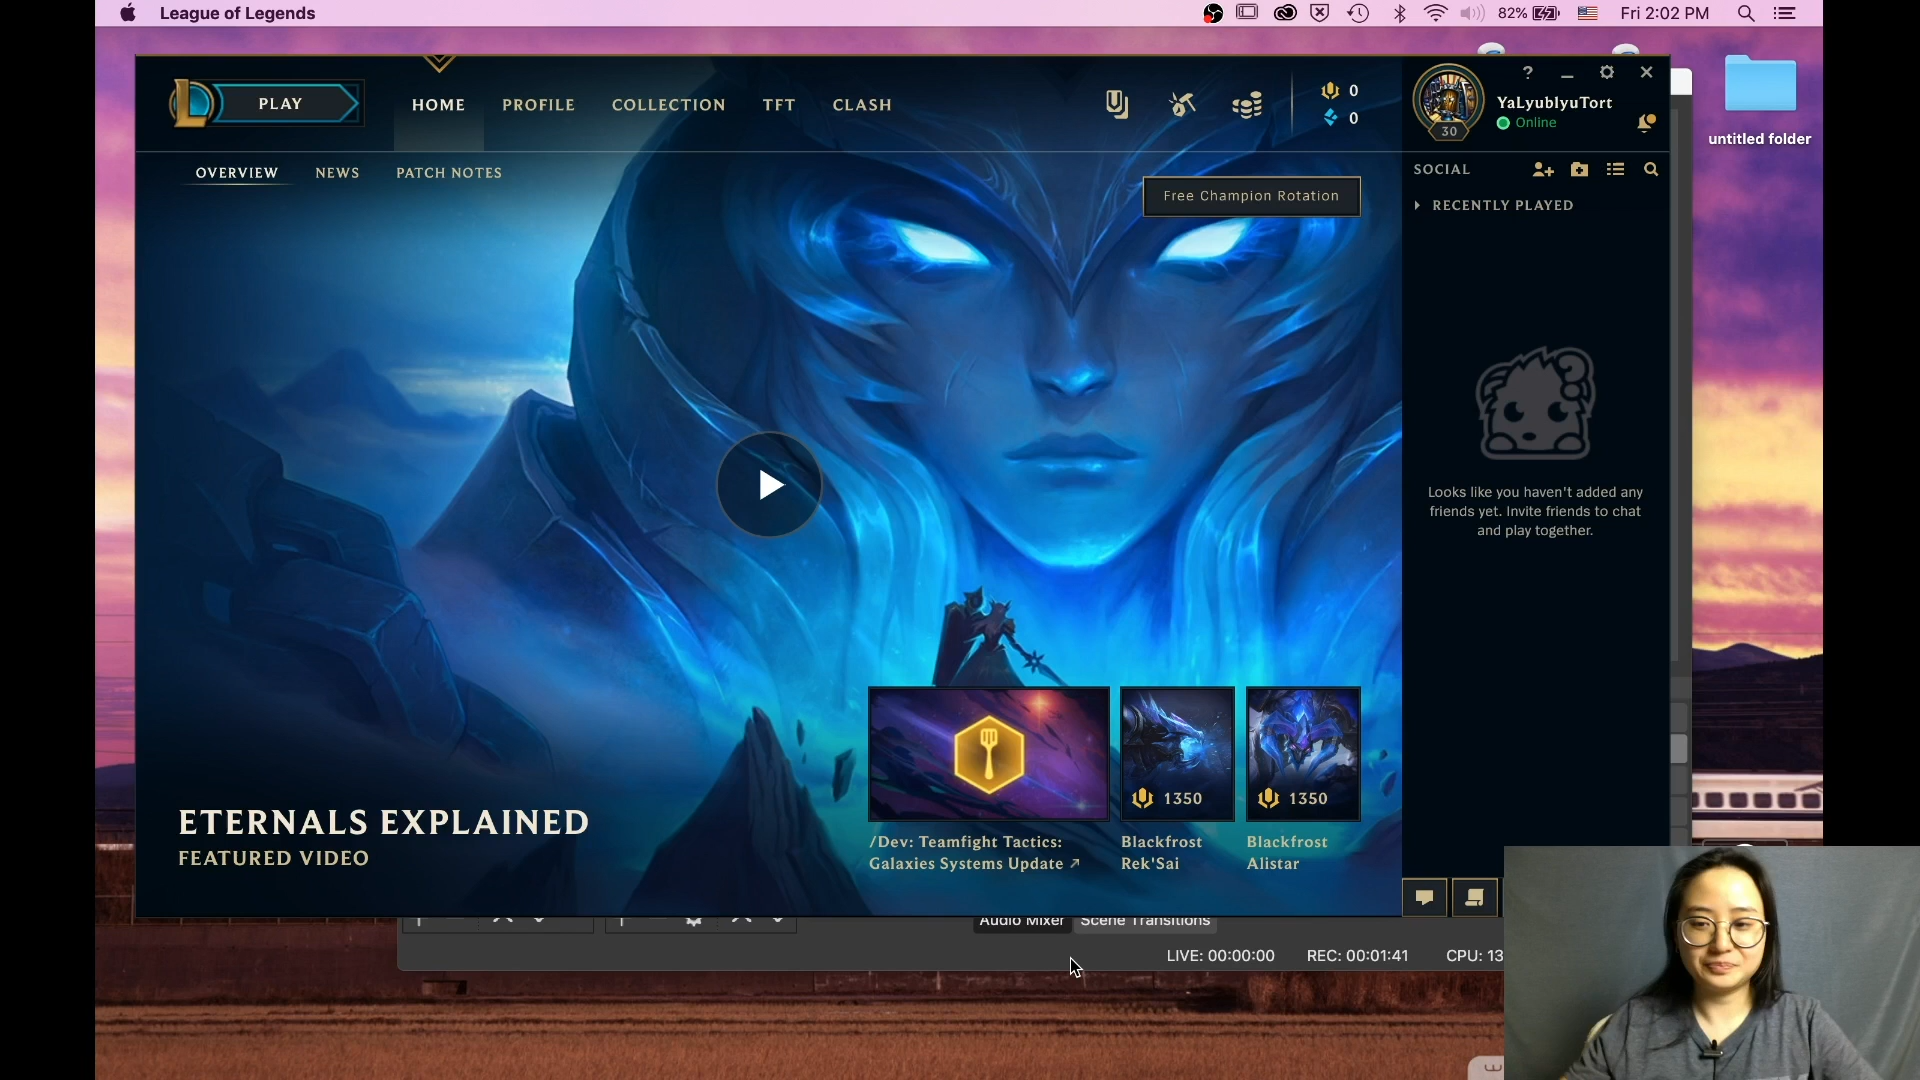 League of Legends
82%
Fri 2:02 PM
untitled folder
PLAY
HOME
PROFILE
COLLECTION
TFT
CLASH
0
0
?
YaLyublyuTort
Online
30
OVERVIEW
NEWS
PATCH NOTES
Free Champion Rotation
SOCIAL
RECENTLY PLAYED
Looks like you haven't added any
friends yet. Invite friends to chat
and play together.
ETERNALS EXPLAINED
FEATURED VIDEO
1350
1350
/Dev: Teamfight Tactics:
Galaxies Systems Update
Blackfrost
Rek'Sai
Blackfrost
Alistar
Audio Mixer
Scene Transitions
LIVE: 00:00:00
REC: 00:01:41
CPU: 13